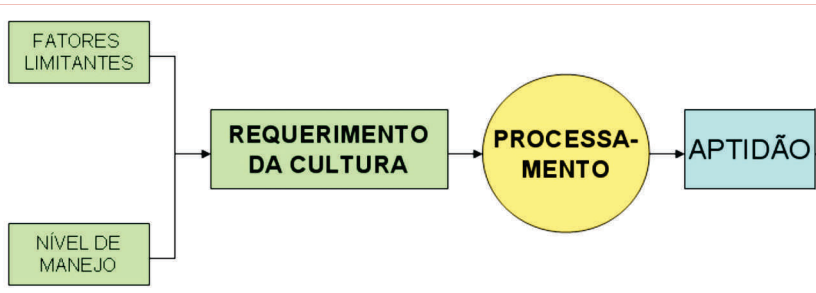 FATORES
LIMITANTES
REQUERIMENTO
DA CULTURA
PROCESSA-
MENTO
APTIDÃO
NÍVEL DE
MANEJO